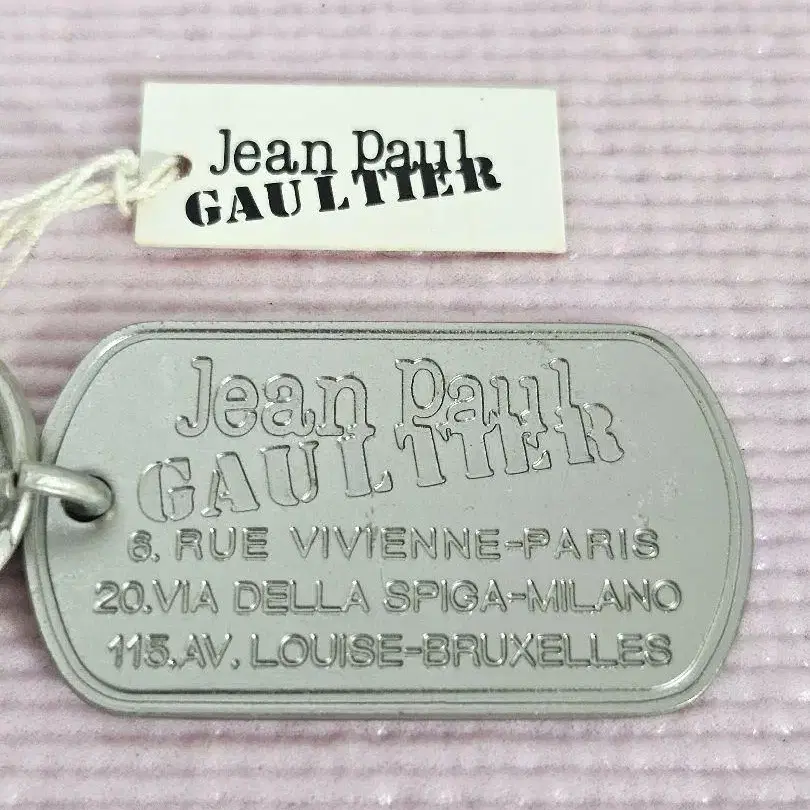 Jean Paul
GAULTIER
Jean Paul
GAULTIER
6. RUE VIVIENNE-PARIS
20.VIA DELLA SPIGA-MILANO
115.AV. LOUISE-BRUXELLES